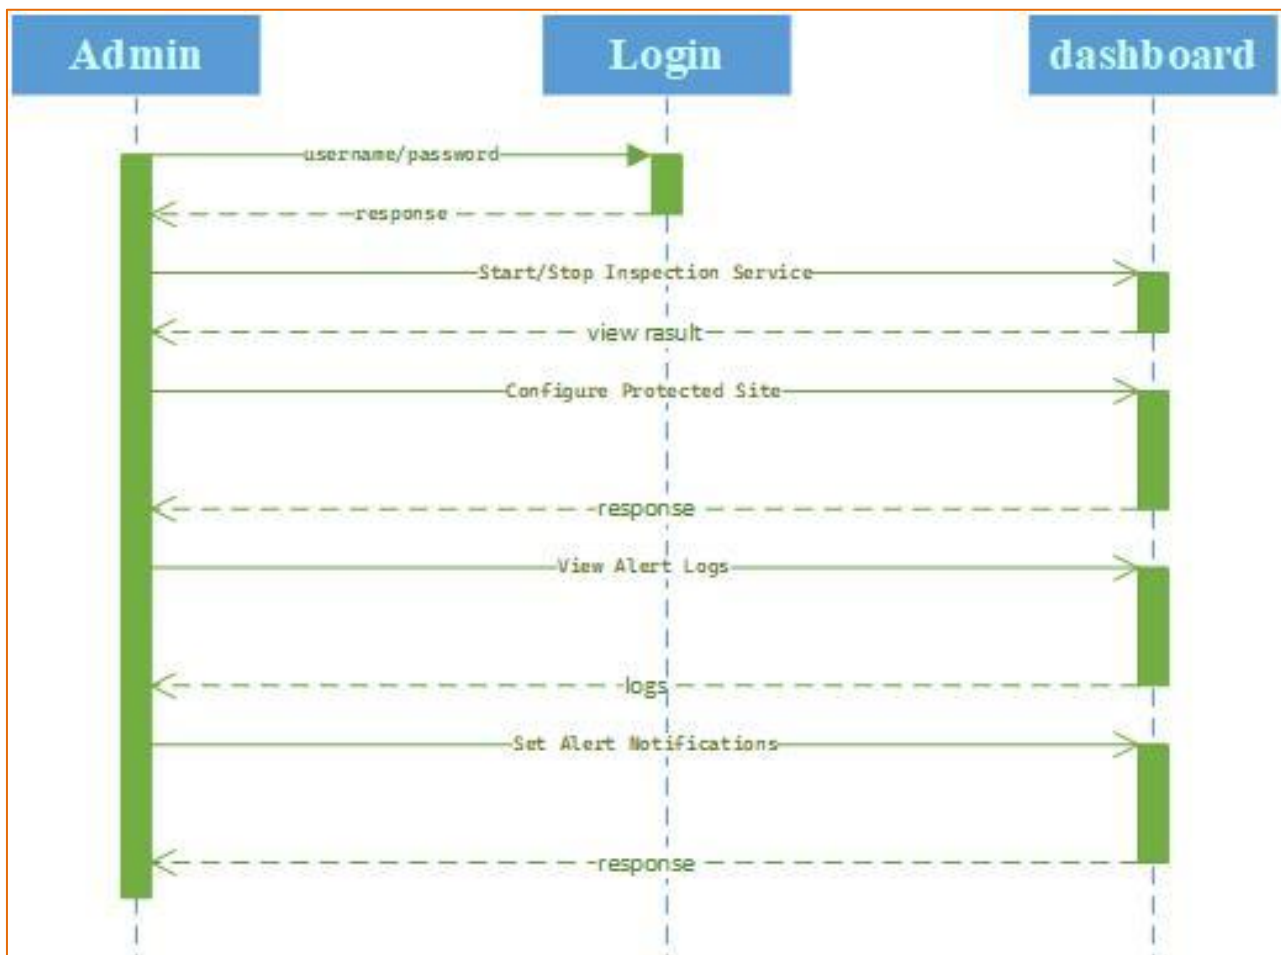 Admin
Login
dashboard
username/password
response
Start/Stop Inspection Service
view rasult
Configure Protected Site
response
View Alert Logs
logs
Set Alert Notifications
response